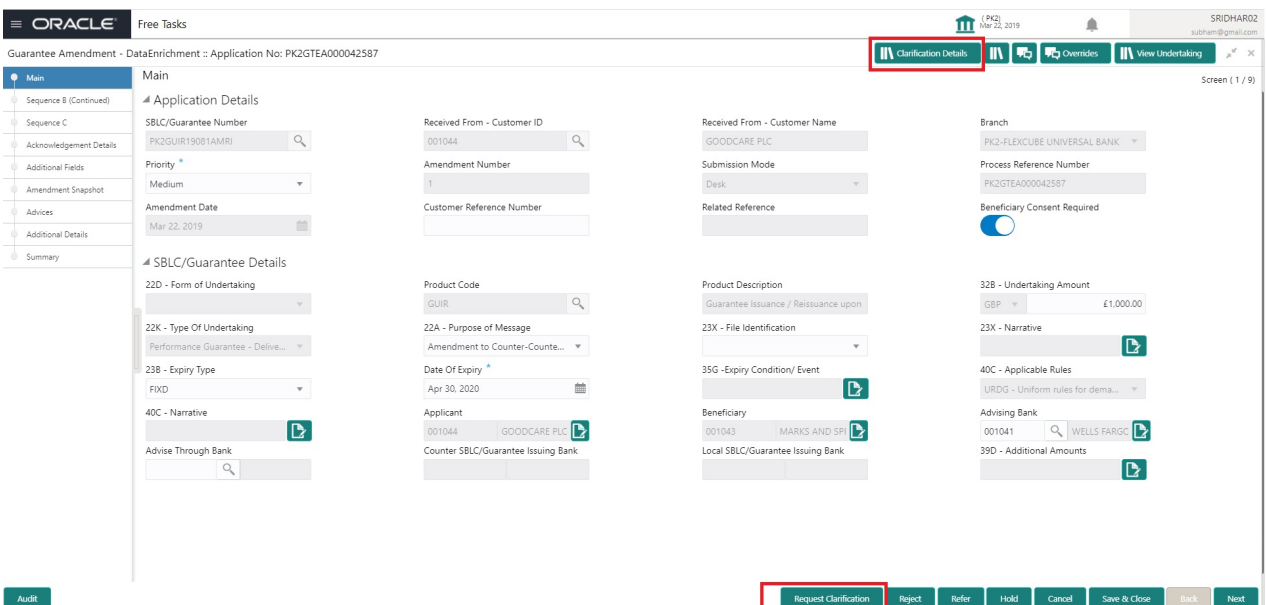 ORACLE Free Tasks ( PK2) Mar 22, 2019 SRIDHAR02
subham@gmail.com
Guarantee Amendment - DataEnrichment :: Application No: PK2GTEA000042587 Clarification Details Overrides View Undertaking
Main
Sequence B (Continued)
Sequence C
Acknowledgement Details
Additional Fields
Amendment Snapshot
Advices
Additional Details
Summary
Main Screen ( 1 / 9)
Application Details
SBLC/Guarantee Number Received From - Customer ID Received From - Customer Name Branch
PK2GUIR19081AMRI 001044 GOODCARE PLC PK2-FLEXCUBE UNIVERSAL BANK
Priority * Amendment Number Submission Mode Process Reference Number
Medium 1 Desk PK2GTEA000042587
Amendment Date Customer Reference Number Related Reference Beneficiary Consent Required
Mar 22, 2019
SBLC/Guarantee Details
22D - Form of Undertaking Product Code Product Description 32B - Undertaking Amount
GUIR Guarantee Issuance / Reissuance upon GBP £1,000.00
22K - Type Of Undertaking 22A - Purpose of Message 23X - File Identification 23X - Narrative
Performance Guarantee - Delive... Amendment to Counter-Counte...
23B - Expiry Type Date Of Expiry * 35G -Expiry Condition/ Event 40C - Applicable Rules
FIXD Apr 30, 2020 URDG - Uniform rules for dema...
40C - Narrative Applicant Beneficiary Advising Bank
001044 GOODCARE PLC 001043 MARKS AND SPI 001041 WELLS FARGC
Advise Through Bank Counter SBLC/Guarantee Issuing Bank Local SBLC/Guarantee Issuing Bank 39D - Additional Amounts
Audit Request Clarification Reject Refer Hold Cancel Save & Close Back Next